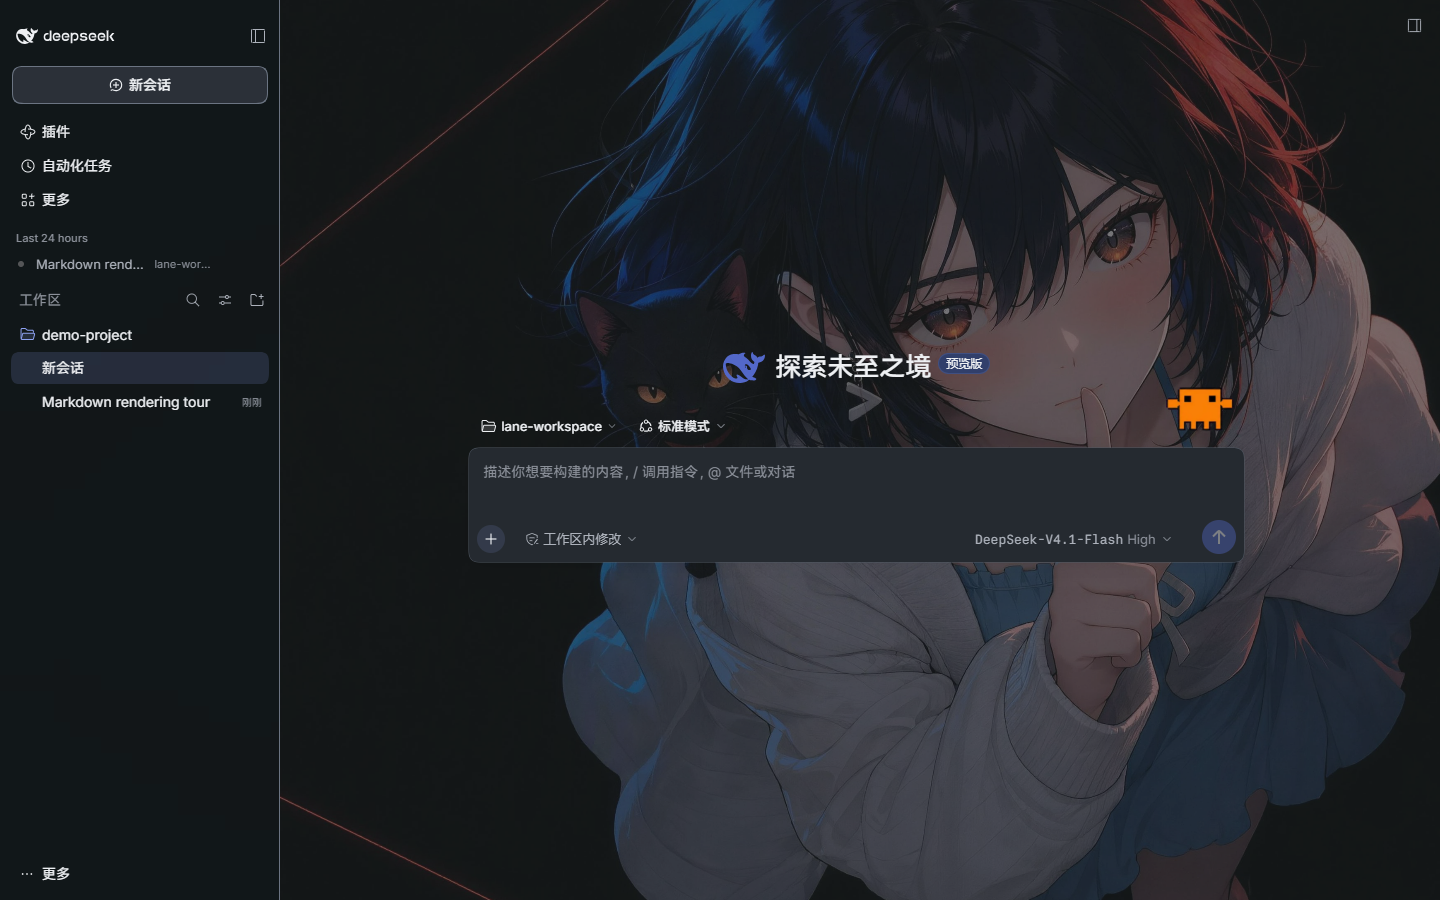 deepseek
新会话
插件
自动化任务
更多
Last 24 hours
Markdown rend... lane-wor...
工作区
demo-project
新会话
Markdown rendering tour 刚刚
更多
探索未至之境 预览版
lane-workspace 标准模式
描述你想要构建的内容, / 调用指令, @ 文件或对话
工作区内修改 DeepSeek-V4.1-Flash High